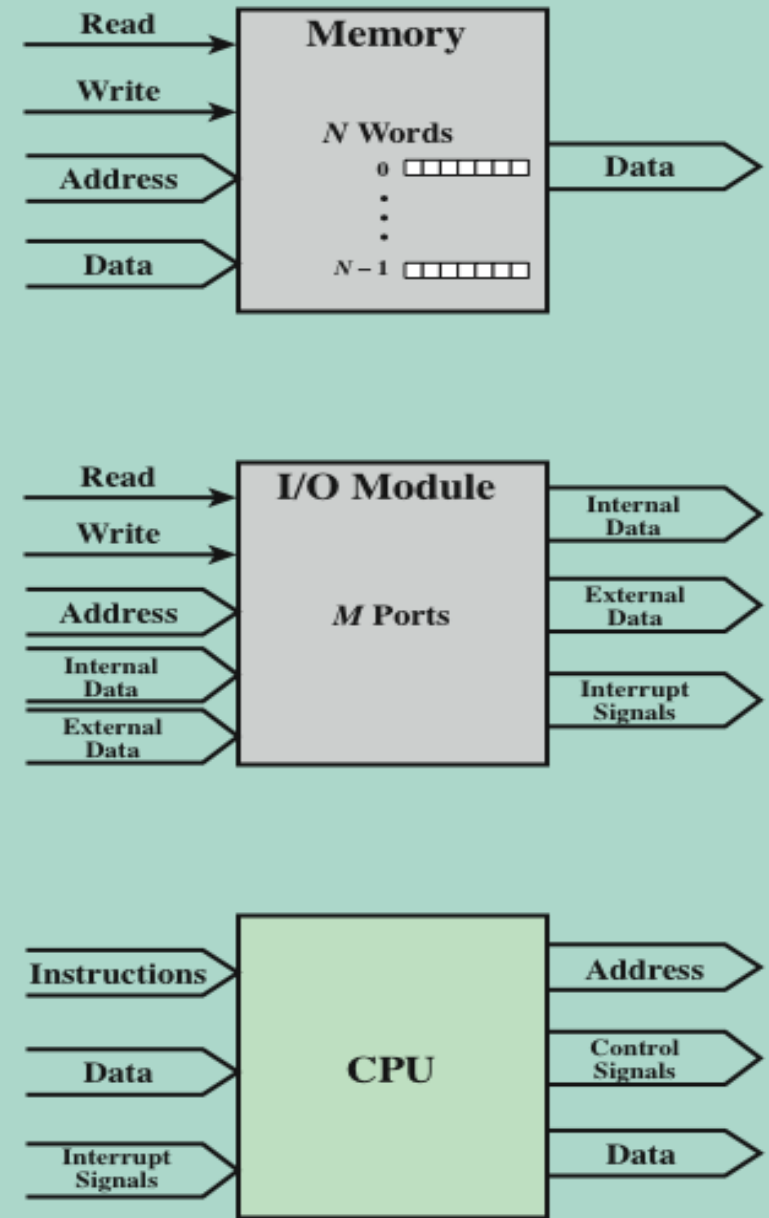 Read
Memory
Write
N Words
Address
0
Data
Data
N – 1
Read
I/O Module
Internal
Data
Write
Address
M Ports
External
Data
Internal
Data
Interrupt
Signals
External
Data
Instructions
Address
CPU
Control
Signals
Data
Interrupt
Signals
Data